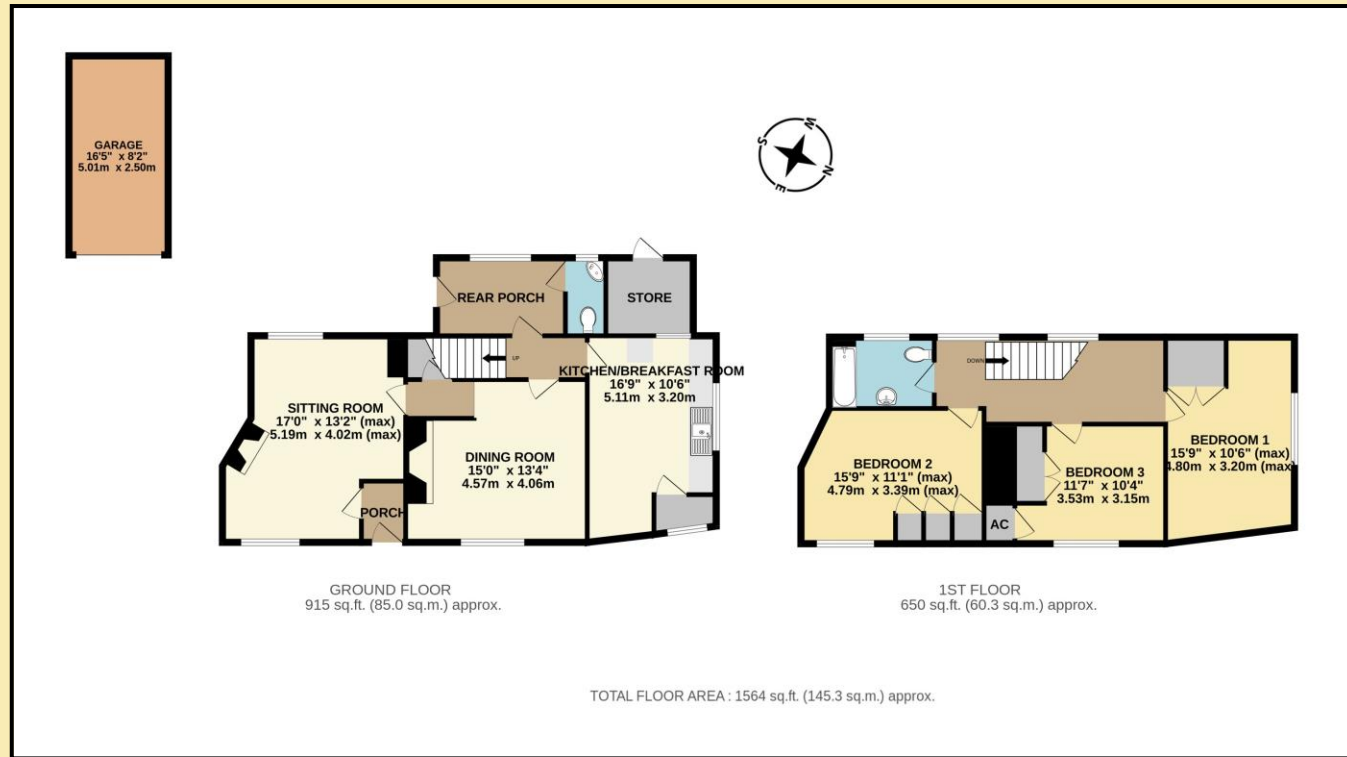 GARAGE
16'5" x 8'2"
5.01m x 2.50m
S
W
N
E
REAR PORCH
STORE
UP
KITCHEN/BREAKFAST ROOM
16'9" x 10'6"
5.11m x 3.20m
SITTING ROOM
17'0" x 13'2" (max)
5.19m x 4.02m (max)
DINING ROOM
15'0" x 13'4"
4.57m x 4.06m
PORCH
GROUND FLOOR
915 sq.ft. (85.0 sq.m.) approx.
DOWN
BEDROOM 1
15'9" x 10'6" (max)
4.80m x 3.20m (max)
BEDROOM 2
15'9" x 11'1" (max)
4.79m x 3.39m (max)
BEDROOM 3
11'7" x 10'4"
3.53m x 3.15m
AC
1ST FLOOR
650 sq.ft. (60.3 sq.m.) approx.
TOTAL FLOOR AREA : 1564 sq.ft. (145.3 sq.m.) approx.